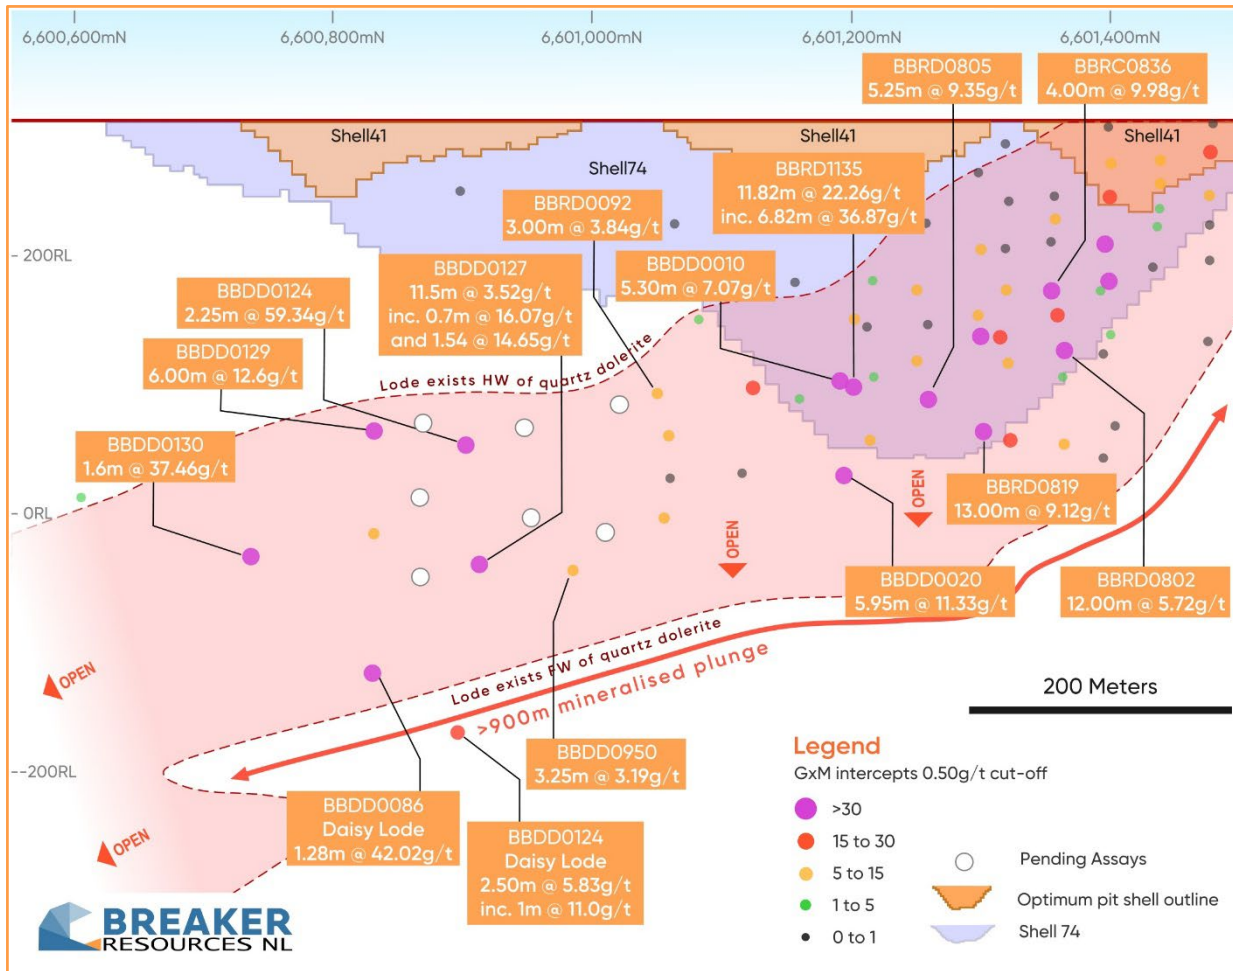 6,600,600mN
6,600,800mN
6,601,000mN
6,601,200mN
6,601,400mN
BBRD0805
5.25m @ 9.35g/t
BBRC0836
4.00m @ 9.98g/t
Shell41
Shell41
Shell41
Shell74
BBRD1135
11.82m @ 22.26g/t
inc. 6.82m @ 36.87g/t
BBRD0092
3.00m @ 3.84g/t
200RL
BBDD0127
11.5m @ 3.52g/t
inc. 0.7m @ 16.07g/t
and 1.54 @ 14.65g/t
BBDD0010
5.30m @ 7.07g/t
BBDD0124
2.25m @ 59.34g/t
BBDD0129
6.00m @ 12.6g/t
Lode exists HW of quartz dolerite
BBDD0130
1.6m @ 37.46g/t
0RL
OPEN
OPEN
BBRD0819
13.00m @ 9.12g/t
BBDD0020
5.95m @ 11.33g/t
BBRD0802
12.00m @ 5.72g/t
OPEN
Lode exists FW of quartz dolerite
>900m mineralised plunge
200 Meters
-200RL
BBDD0950
3.25m @ 3.19g/t
BBDD0086
Daisy Lode
1.28m @ 42.02g/t
BBDD0124
Daisy Lode
2.50m @ 5.83g/t
inc. 1m @ 11.0g/t
OPEN
Legend
GxM intercepts 0.50g/t cut-off
>30
15 to 30
5 to 15
1 to 5
0 to 1
Pending Assays
Optimum pit shell outline
Shell 74
BREAKER
RESOURCES NL